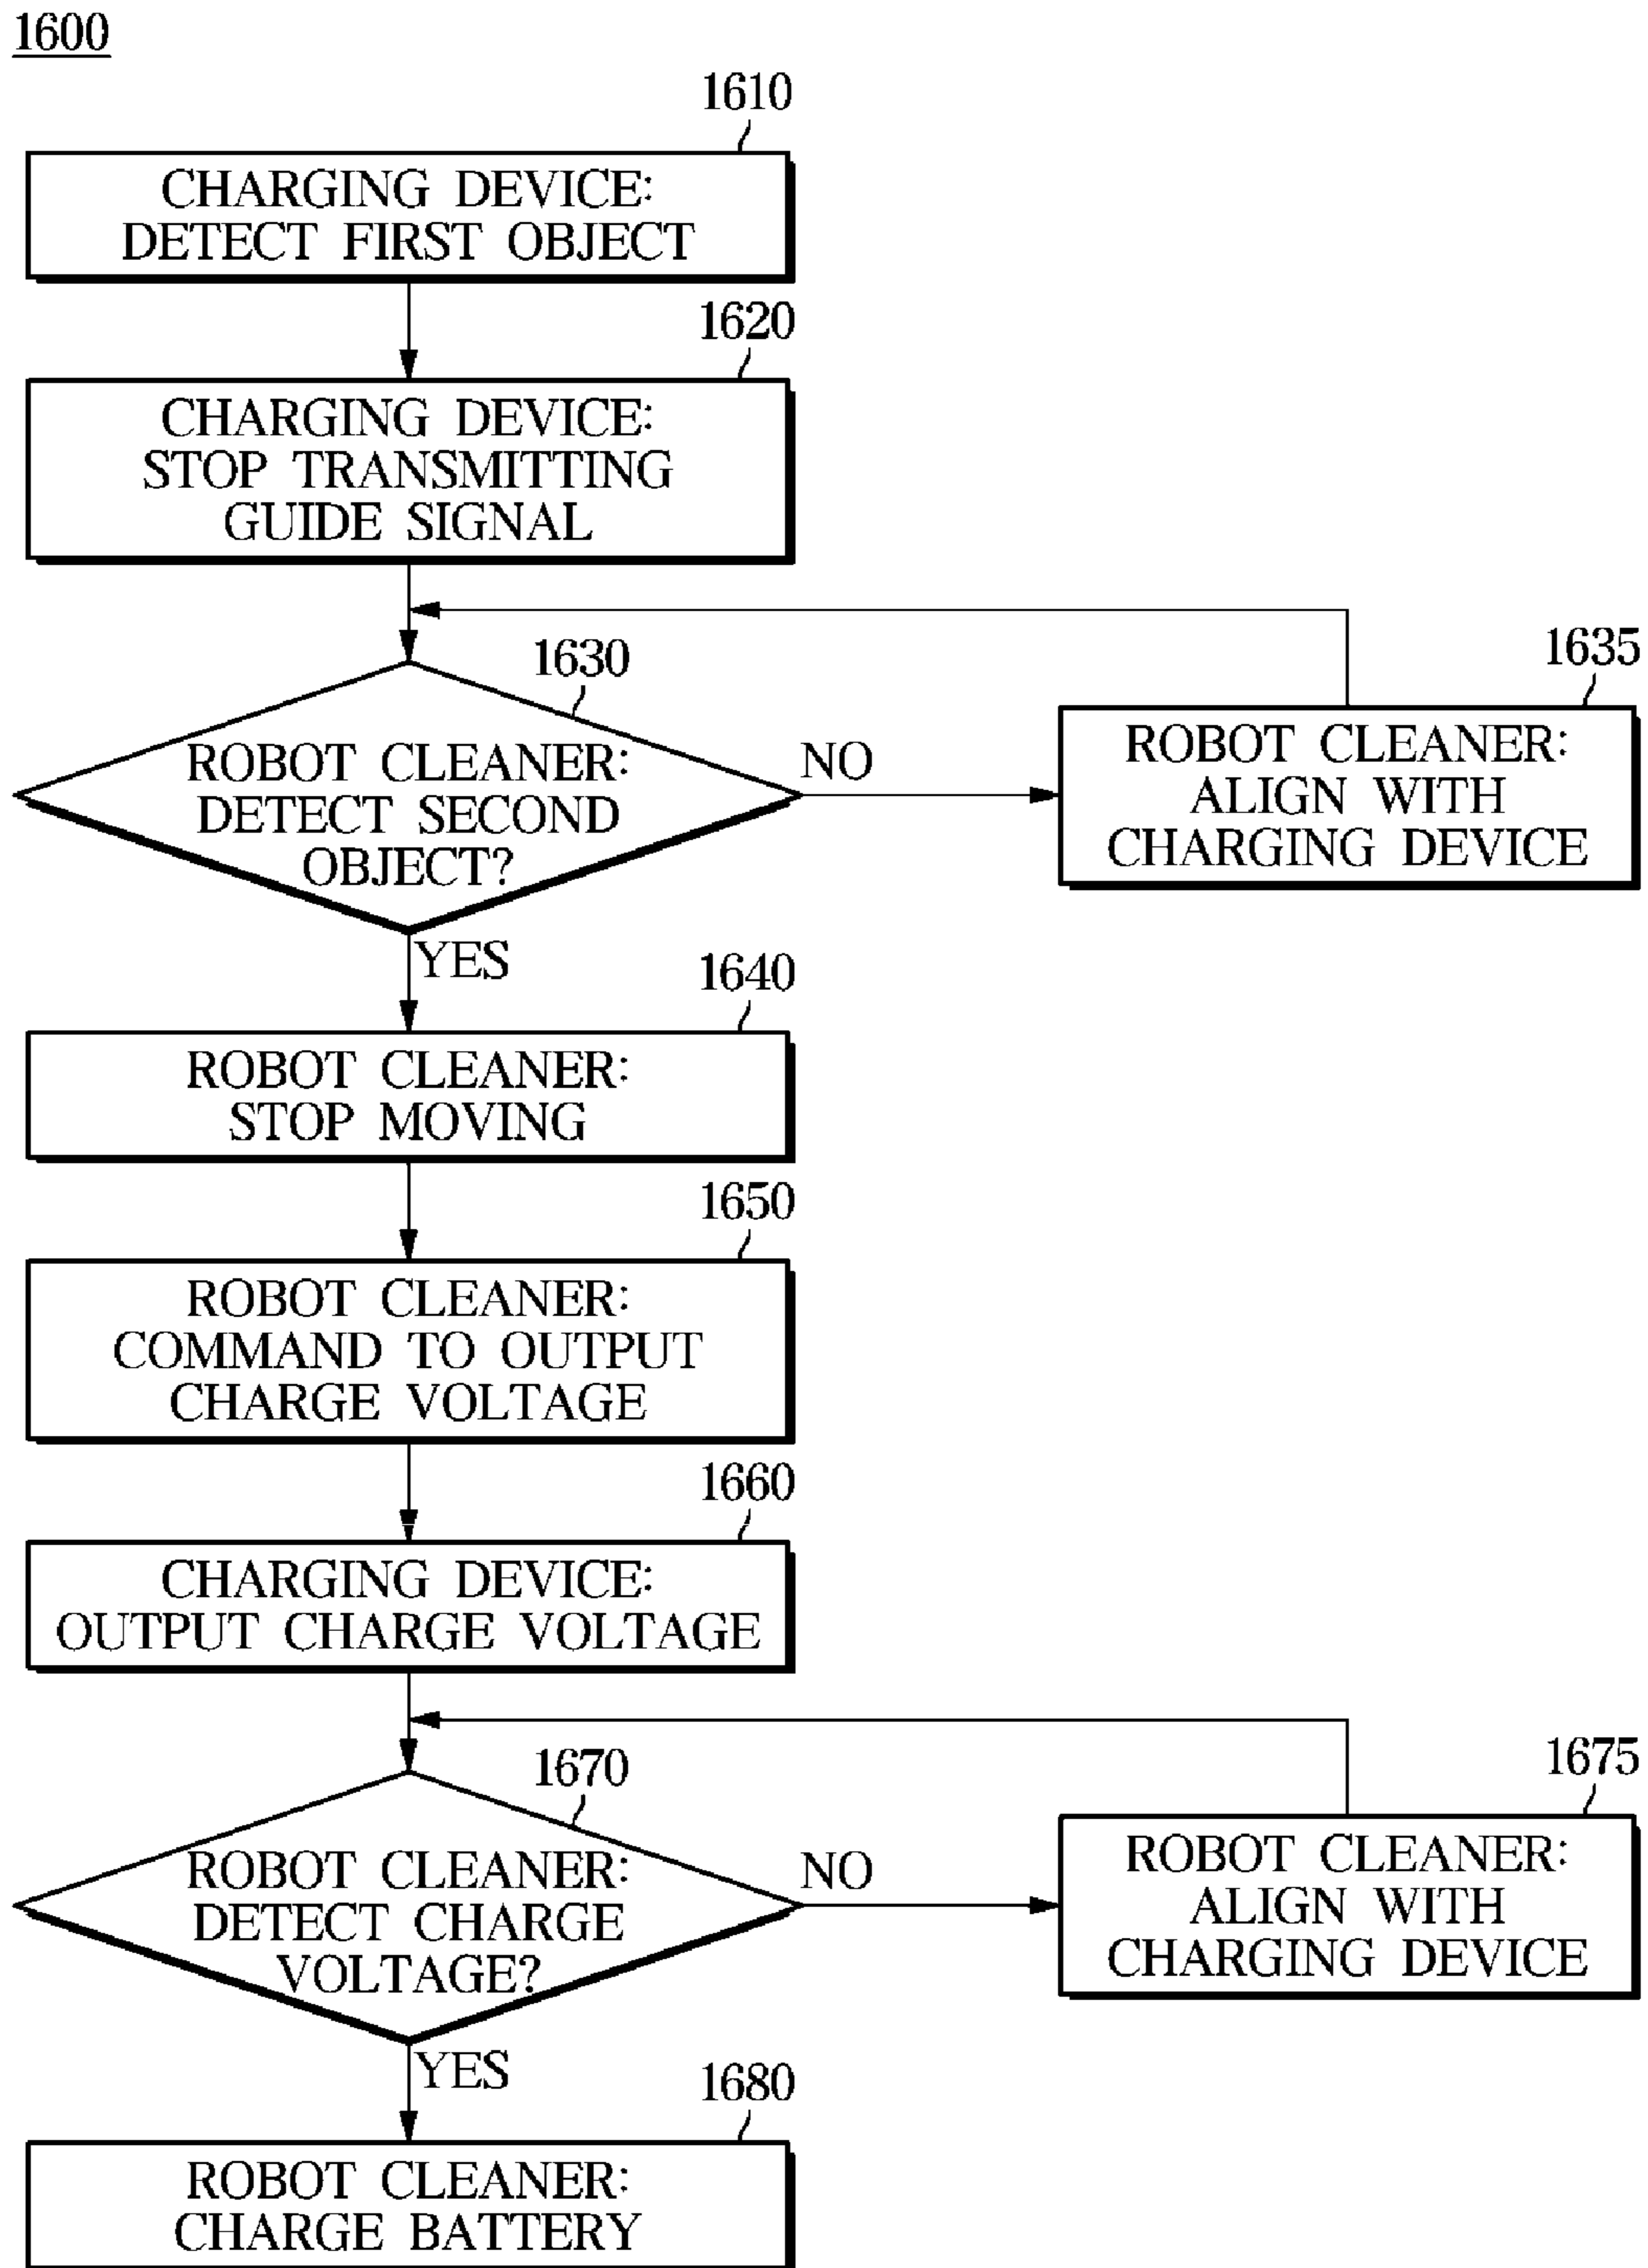 1600
1610
CHARGING DEVICE:
DETECT FIRST OBJECT
1620
CHARGING DEVICE:
STOP TRANSMITTING
GUIDE SIGNAL
1630
ROBOT CLEANER:
DETECT SECOND
OBJECT?
NO
1635
ROBOT CLEANER:
ALIGN WITH
CHARGING DEVICE
YES
1640
ROBOT CLEANER:
STOP MOVING
1650
ROBOT CLEANER:
COMMAND TO OUTPUT
CHARGE VOLTAGE
1660
CHARGING DEVICE:
OUTPUT CHARGE VOLTAGE
1670
ROBOT CLEANER:
DETECT CHARGE
VOLTAGE?
NO
1675
ROBOT CLEANER:
ALIGN WITH
CHARGING DEVICE
YES
1680
ROBOT CLEANER:
CHARGE BATTERY